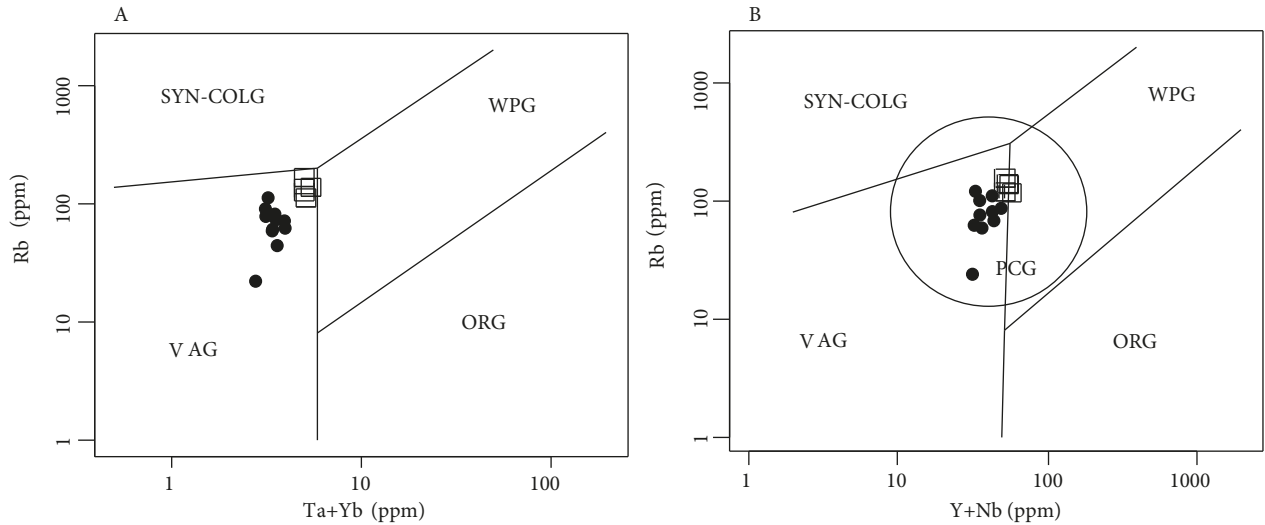 A
SYN-COLG
WPG
V AG
ORG
1000
100
10
1
Rb (ppm)
1
10
100
Ta+Yb (ppm)
B
SYN-COLG
WPG
PCG
V AG
ORG
1000
100
10
1
Rb (ppm)
1
10
100
1000
Y+Nb (ppm)